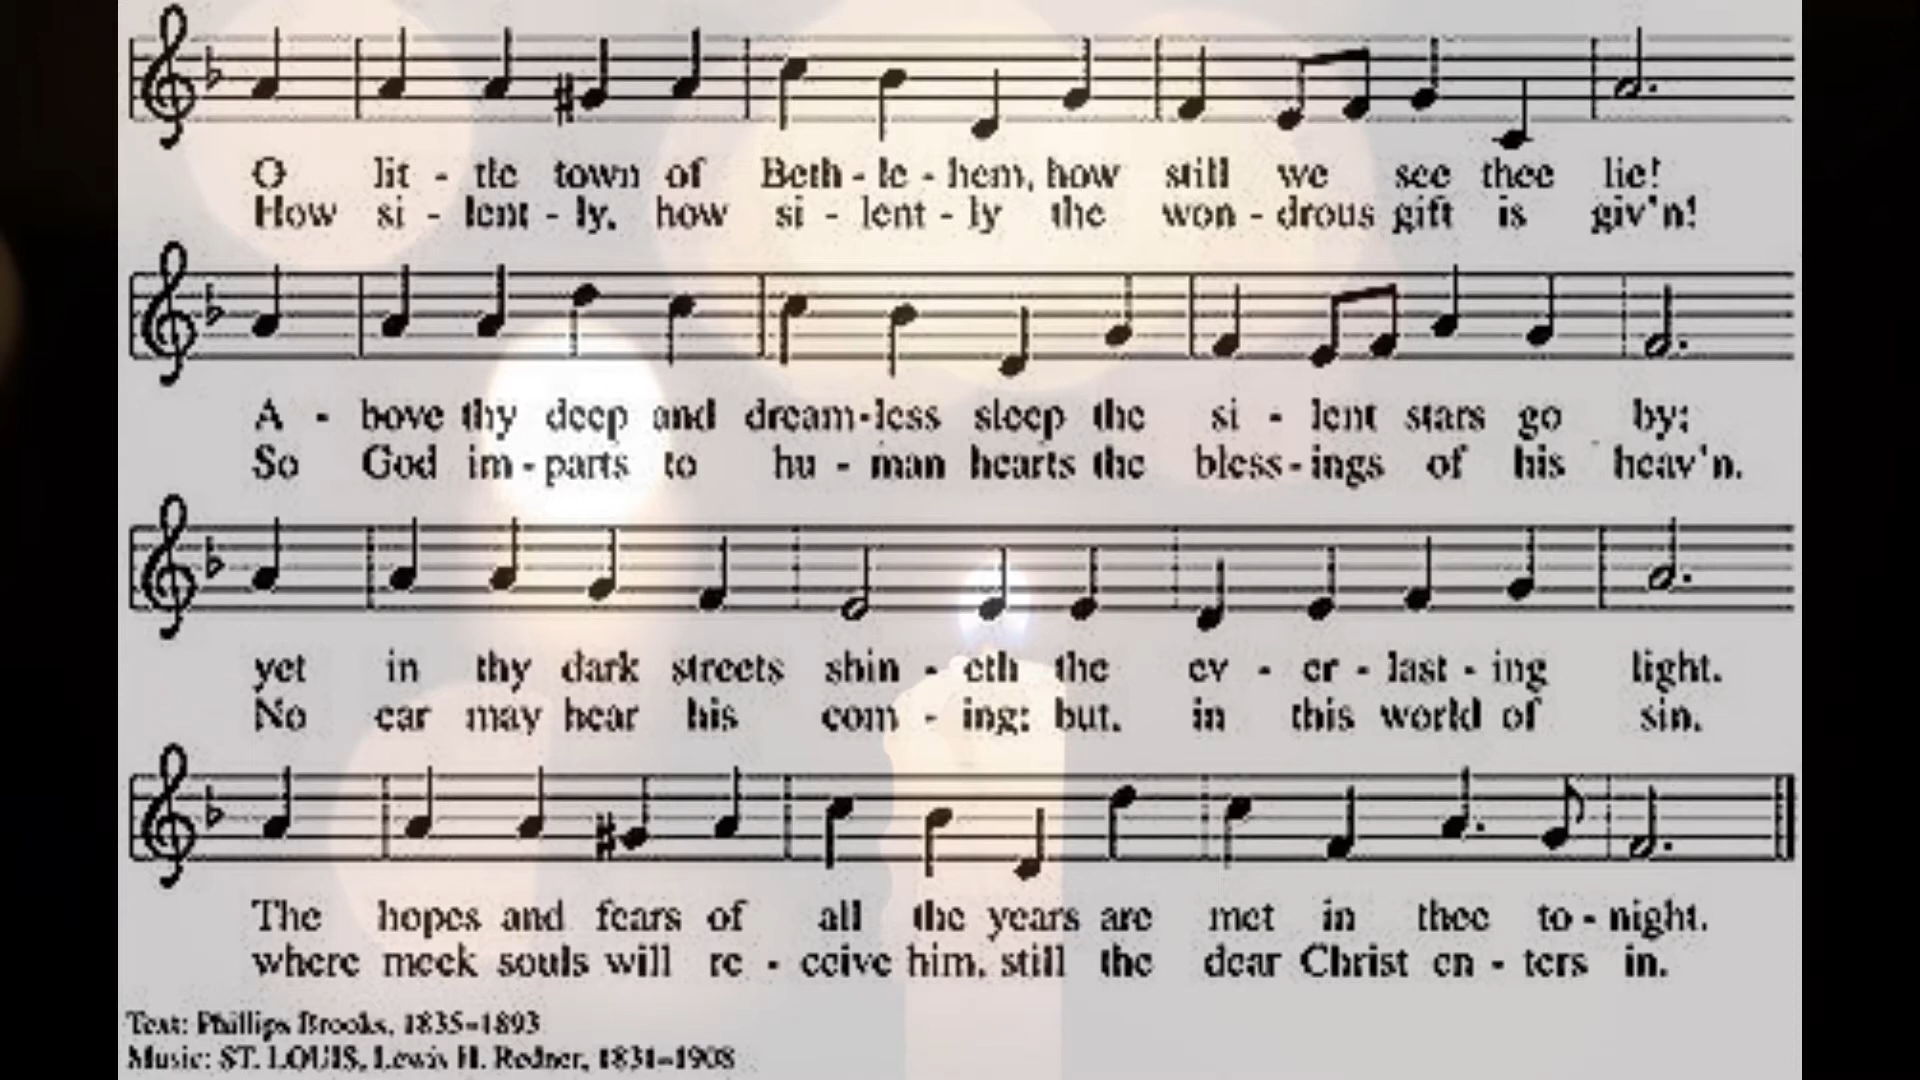 O lit - tle town of Beth - le - hem, how still we see thee lie!
How si - lent - ly, how si - lent - ly the won - drous gift is giv'n!
A - bove thy deep and dream - less sleep the si - lent stars go by;
So God im - parts to hu - man hearts the bless - ings of his heav'n.
yet in thy dark streets shin - eth the ev - er - last - ing light.
No ear may hear his com - ing; but, in this world of sin,
The hopes and fears of all the years are met in thee to - night.
where meek souls will re - ceive him, still the dear Christ en - ters in.
Text: Phillips Brooks, 1835–1893
Music: ST. LOUIS, Lewis H. Redner, 1831–1908